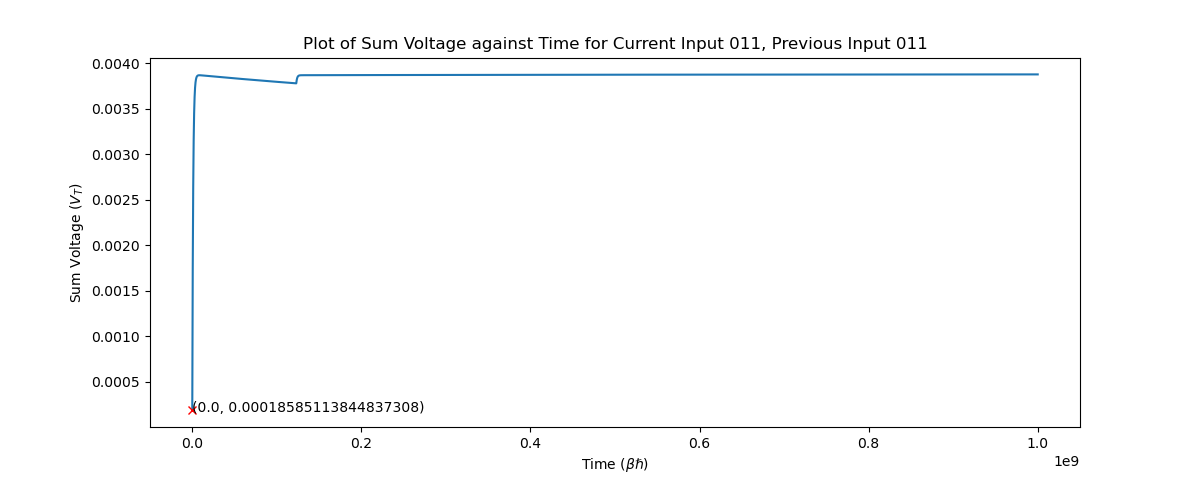 Plot of Sum Voltage against Time for Current Input 011, Previous Input 011
Sum Voltage (V_T)
0.0040
0.0035
0.0030
0.0025
0.0020
0.0015
0.0010
0.0005
(0.0, 0.00018585113844837308)
0.0 0.2 0.4 0.6 0.8 1.0
1e9
Time (βℏ)